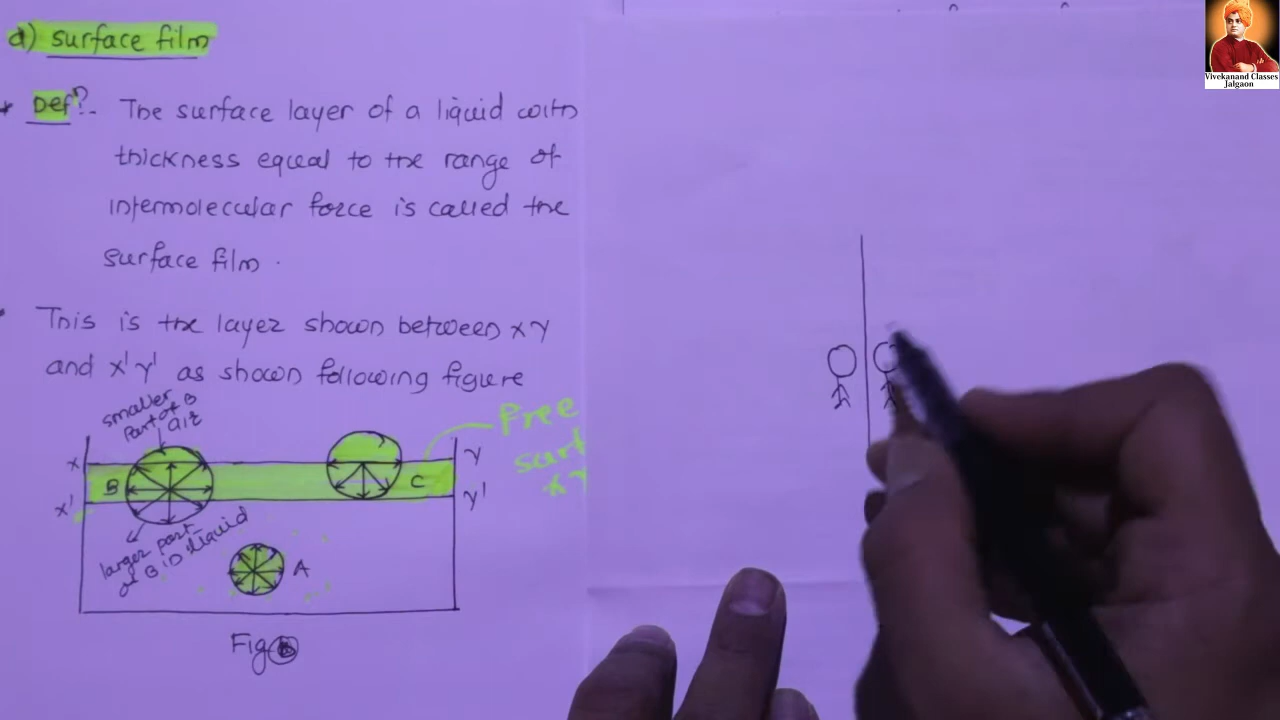 d) surface film
* Defn:- The surface layer of a liquid with
thickness equal to the range of
intermolecular force is called the
surface film.
This is the layer shown between XY
and X'Y' as shown following figure
smaller
part of B
air
Free
X
Y
B
C
X'
Y'
larger part
of B in liquid
A
Fig b
Vivekanand Classes
Jalgaon